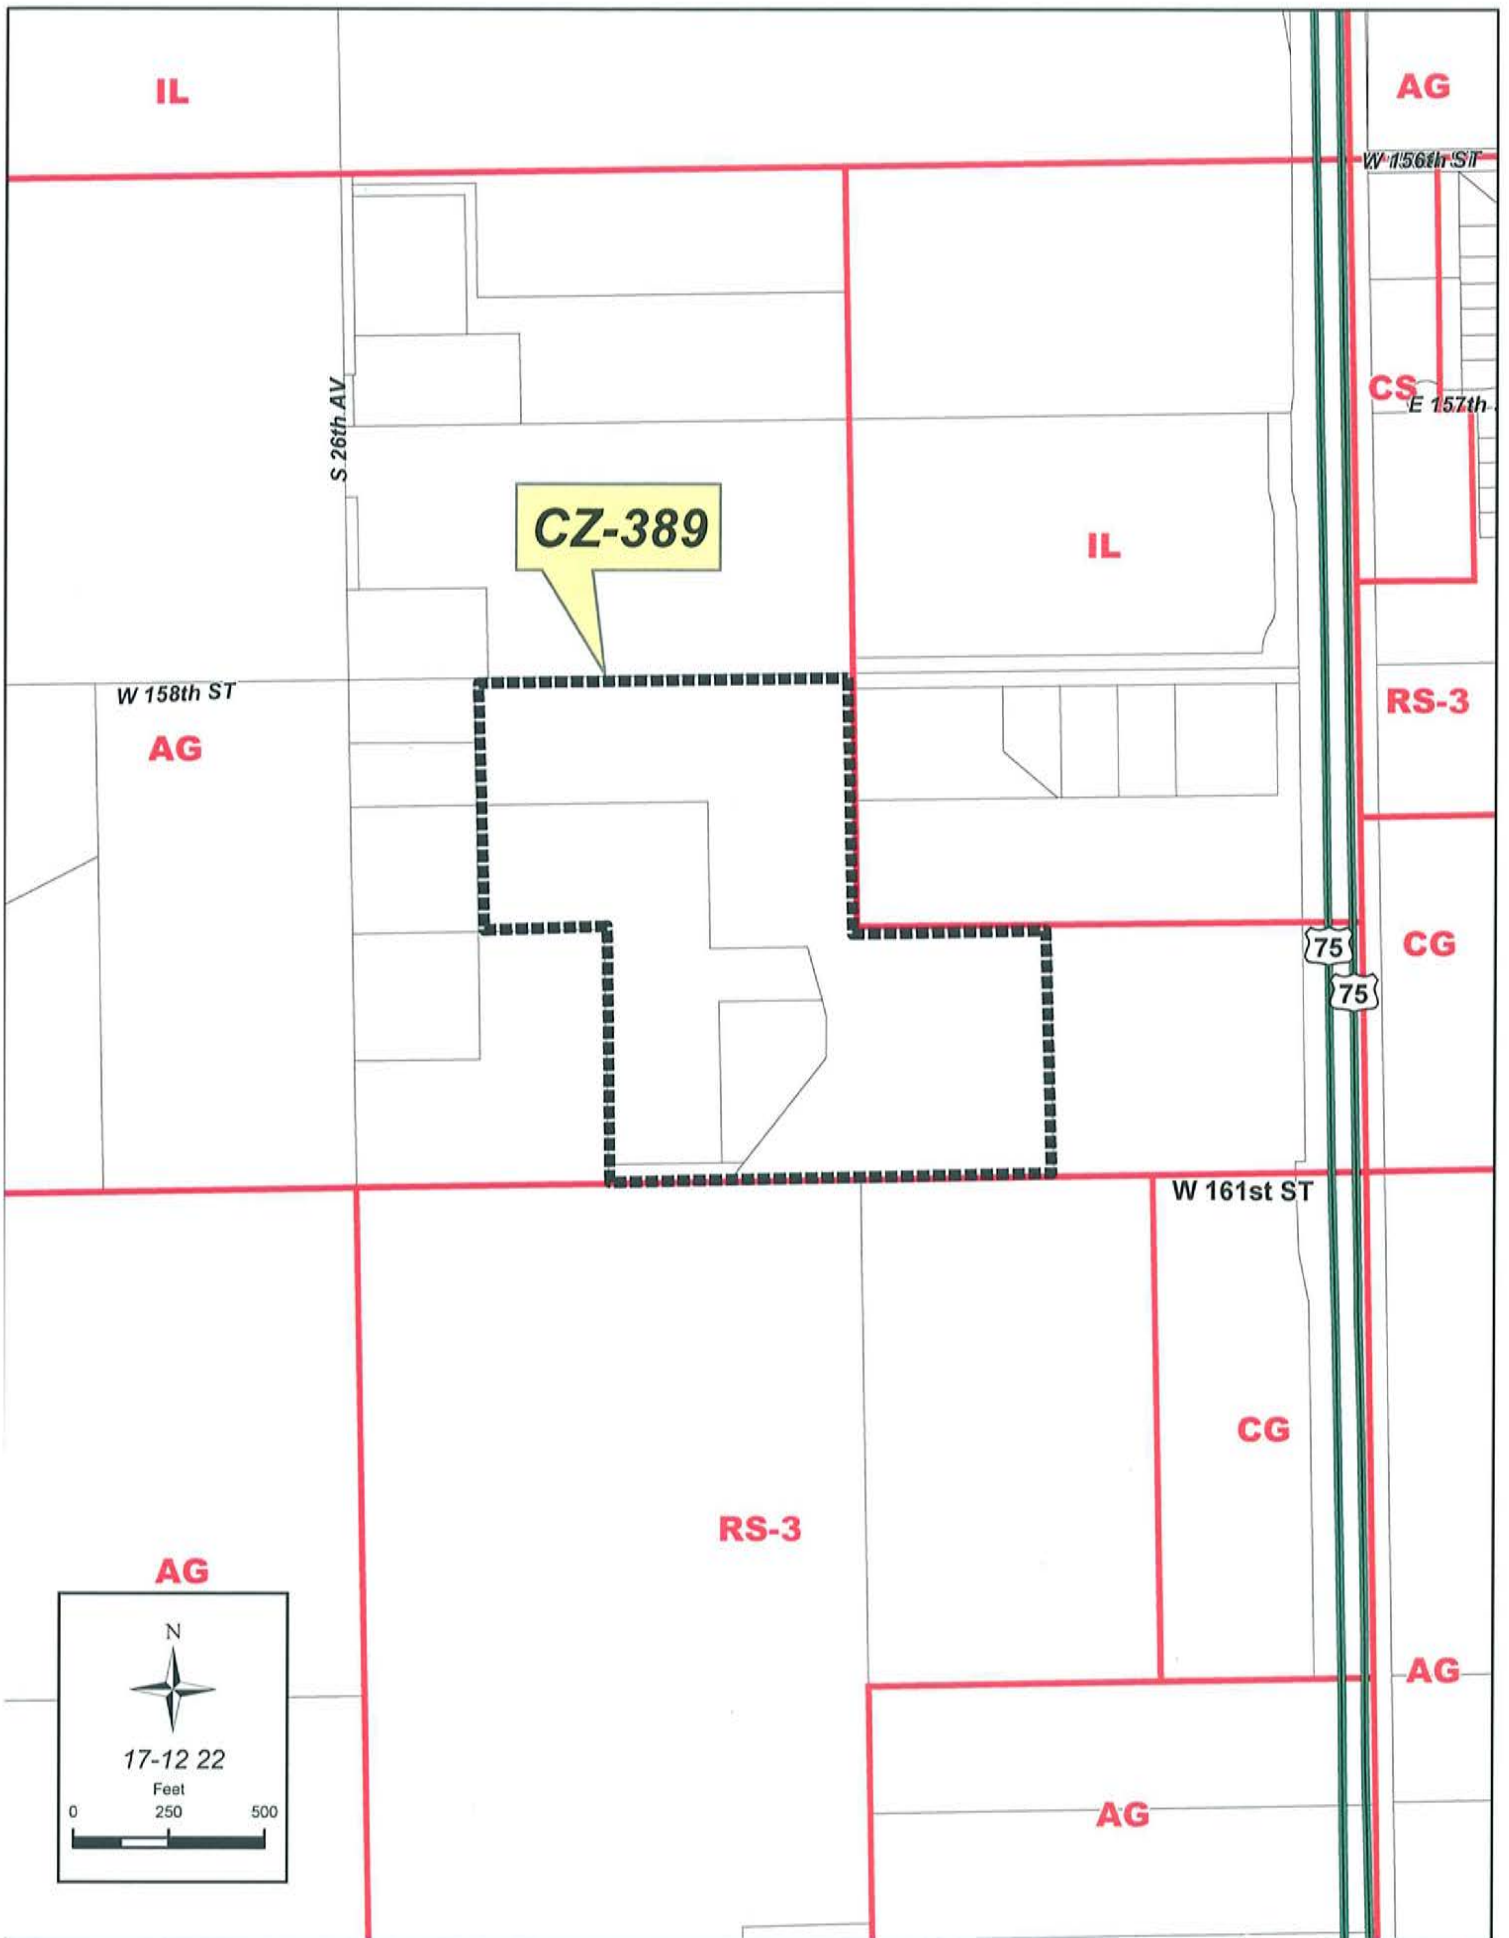 IL
AG
W 156th ST
CS
E 157th
S 26th AV
CZ-389
IL
W 158th ST
AG
RS-3
75
75
CG
W 161st ST
CG
RS-3
AG
AG
AG
N
17-12 22
Feet
0 250 500